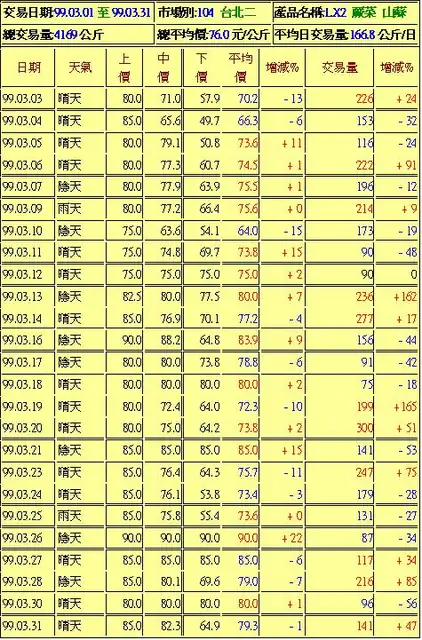 交易日期:99.03.01 至 99.03.31 市場別:104 台北二 產品名稱:LX2 蕨菜 山蘇
總交易量:4169公斤 總平均價:76.0 元/公斤 平均日交易量:166.8 公斤/日
日期 天氣 上價 中價 下價 平均價 增減% 交易量 增減%
99.03.03 晴天 80.0 71.0 57.9 70.2 - 13 226 + 24
99.03.04 晴天 85.0 65.6 49.7 66.3 - 6 153 - 32
99.03.05 晴天 80.0 79.1 50.8 73.6 + 11 116 - 24
99.03.06 晴天 80.0 77.3 60.7 74.5 + 1 222 + 91
99.03.07 陰天 80.0 77.9 63.9 75.5 + 1 196 - 12
99.03.09 雨天 80.0 77.2 66.4 75.6 + 0 214 + 9
99.03.10 陰天 75.0 63.6 54.1 64.0 - 15 173 - 19
99.03.11 晴天 75.0 74.8 69.7 73.8 + 15 90 - 48
99.03.12 晴天 75.0 75.0 75.0 75.0 + 2 90 0
99.03.13 陰天 82.5 80.0 77.5 80.0 + 7 236 +162
99.03.14 晴天 85.0 76.9 70.1 77.2 - 4 277 + 17
99.03.16 陰天 90.0 88.2 64.8 83.9 + 9 156 - 44
99.03.17 陰天 80.0 80.0 73.8 78.8 - 6 91 - 42
99.03.18 晴天 80.0 80.0 80.0 80.0 + 2 75 - 18
99.03.19 晴天 80.0 72.4 64.0 72.3 - 10 199 +165
99.03.20 晴天 80.0 75.0 64.2 73.8 + 2 300 + 51
99.03.21 陰天 85.0 85.0 85.0 85.0 + 15 141 - 53
99.03.23 晴天 85.0 76.4 64.3 75.7 - 11 247 + 75
99.03.24 晴天 85.0 76.1 53.8 73.4 - 3 179 - 28
99.03.25 雨天 85.0 75.8 55.4 73.6 + 0 131 - 27
99.03.26 陰天 90.0 90.0 90.0 90.0 + 22 87 - 34
99.03.27 晴天 85.0 85.0 85.0 85.0 - 6 117 + 34
99.03.28 陰天 85.0 80.1 69.6 79.0 - 7 216 + 85
99.03.30 晴天 80.0 80.0 80.0 80.0 + 1 96 - 56
99.03.31 晴天 85.0 82.3 64.9 79.3 - 1 141 + 47